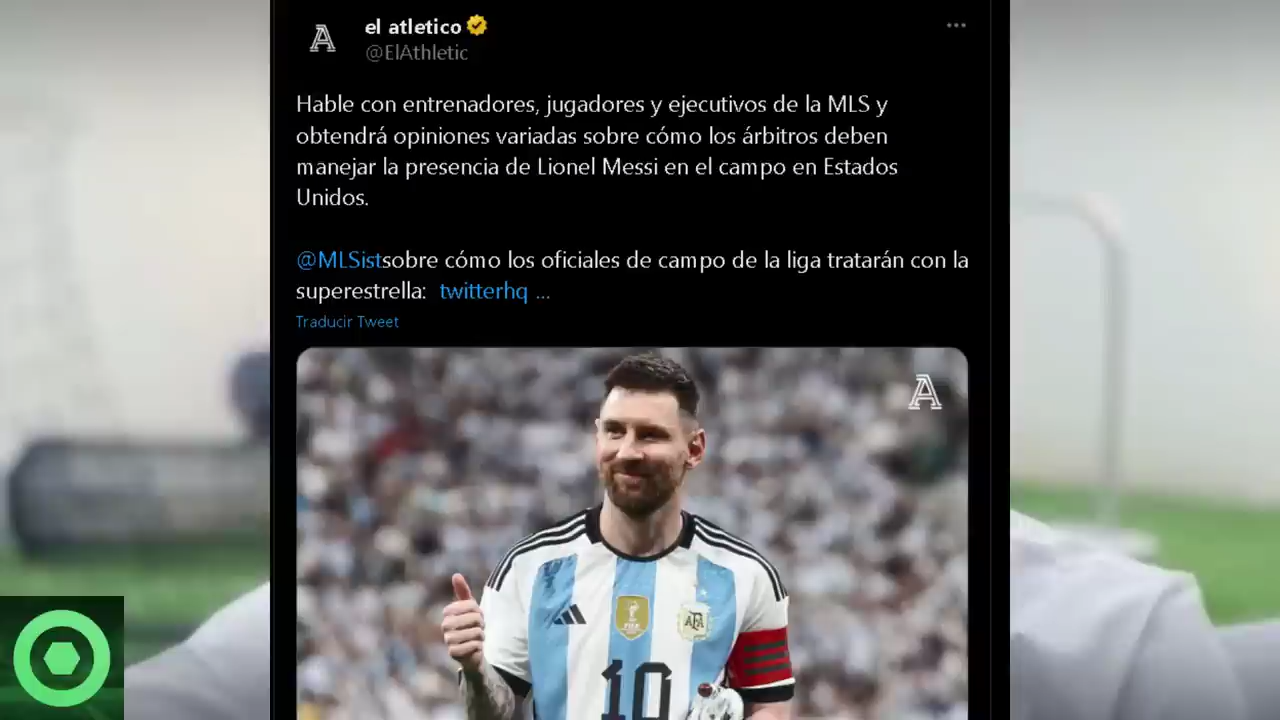 el atletico
@ElAthletic
Hable con entrenadores, jugadores y ejecutivos de la MLS y
obtendrá opiniones variadas sobre cómo los árbitros deben
manejar la presencia de Lionel Messi en el campo en Estados
Unidos.
@MLSistsobre cómo los oficiales de campo de la liga tratarán con la
superestrella: twitterhq ...
Traducir Tweet
A
AFA
10